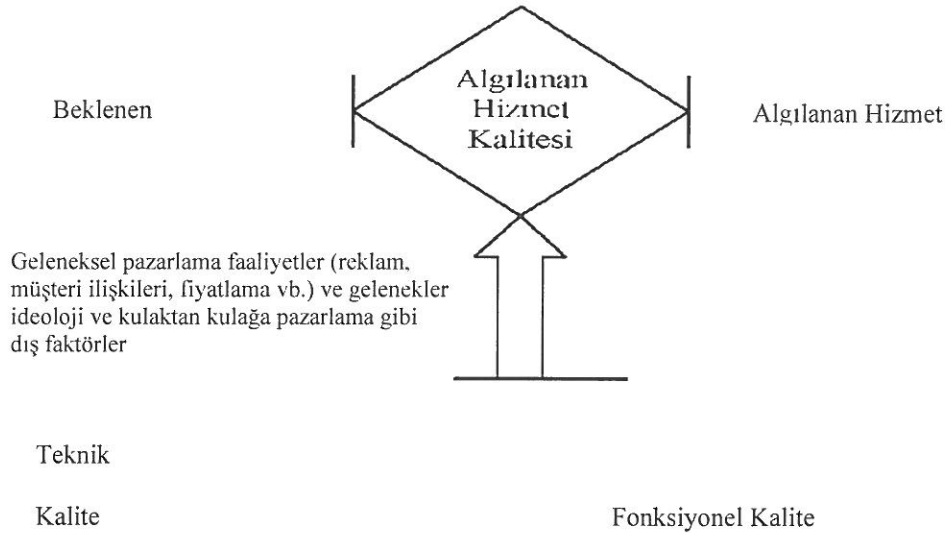 Algılanan
Hizmet
Kalitesi
Beklenen
Algılanan Hizmet
Geleneksel pazarlama faaliyetler (reklam,
müşteri ilişkileri, fiyatlama vb.) ve gelenekler
ideoloji ve kulaktan kulağa pazarlama gibi
dış faktörler
Teknik
Kalite
Fonksiyonel Kalite